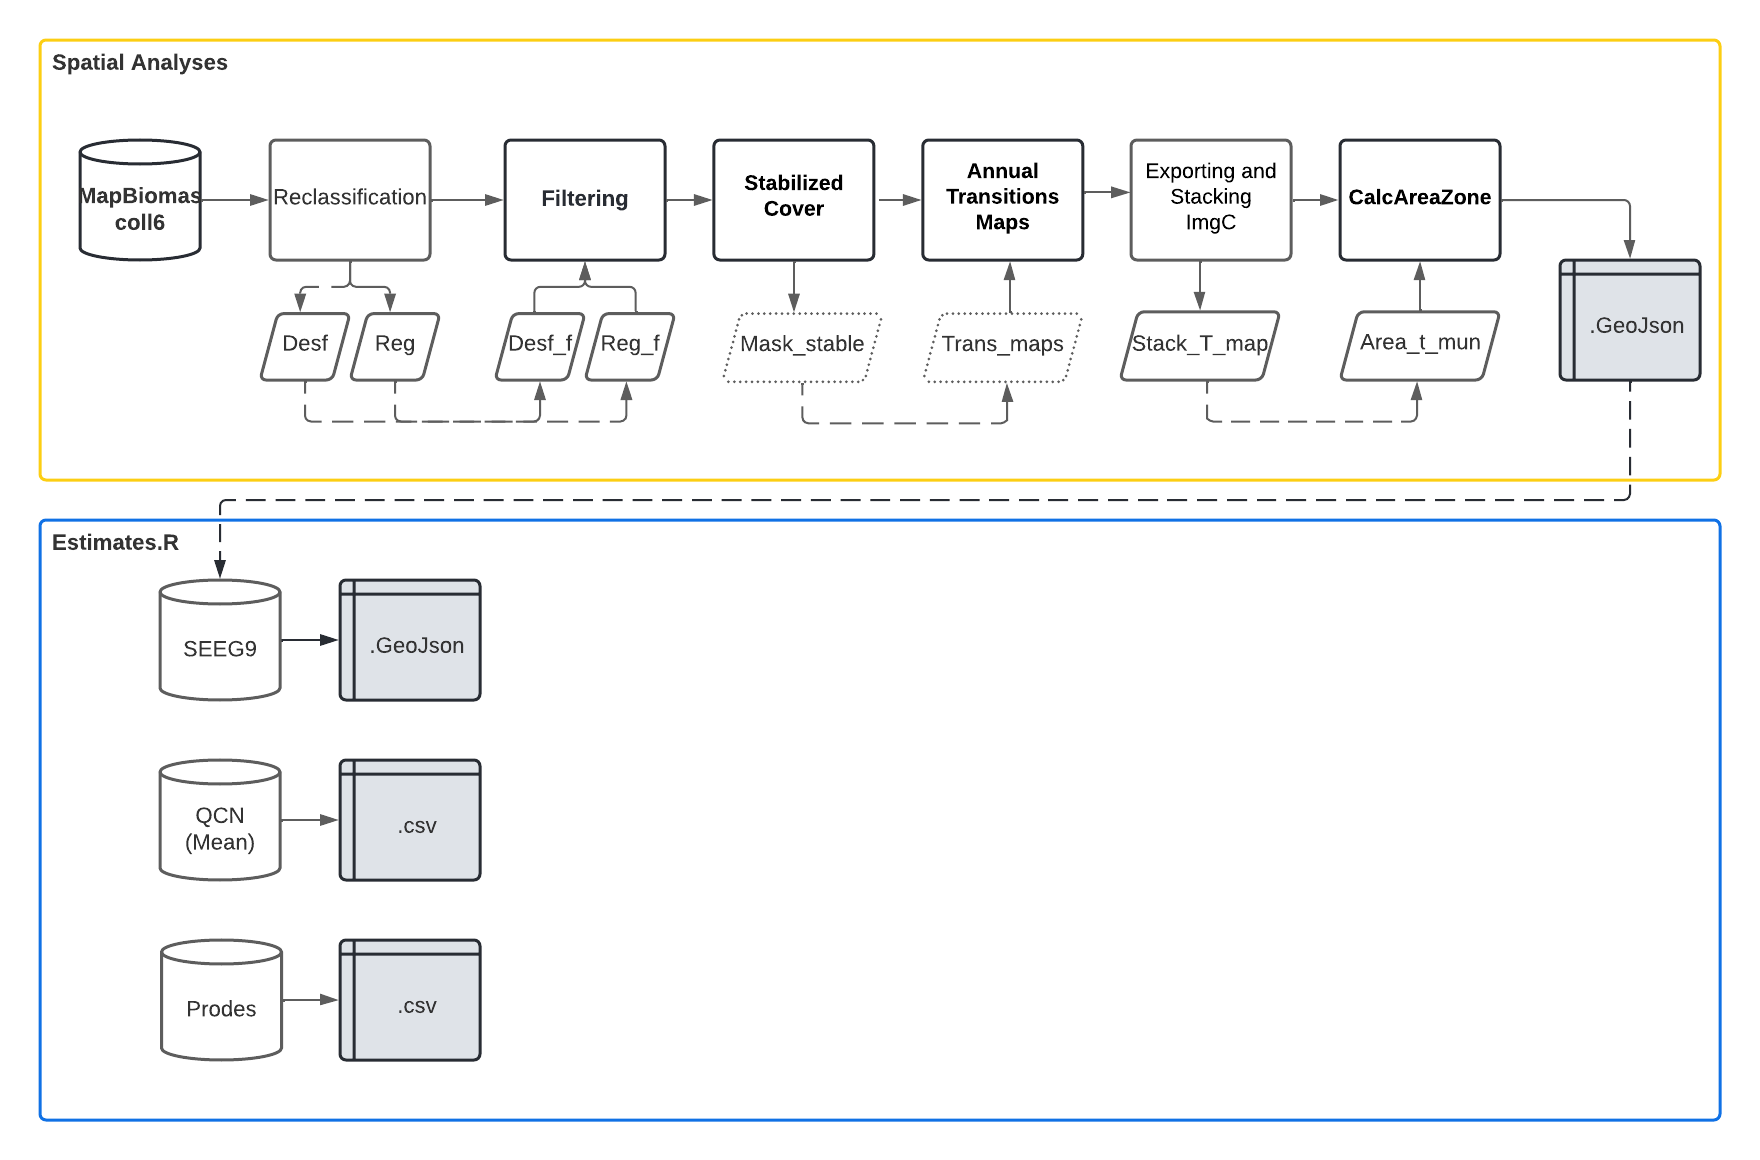 Spatial Analyses
MapBiomas
coll6
Reclassification
Filtering
Stabilized
Cover
Annual
Transitions
Maps
Exporting and
Stacking
ImgC
CalcAreaZone
.GeoJson
Desf
Reg
Desf_f
Reg_f
Mask_stable
Trans_maps
Stack_T_map
Area_t_mun
Estimates.R
SEEG9
.GeoJson
QCN
(Mean)
.csv
Prodes
.csv